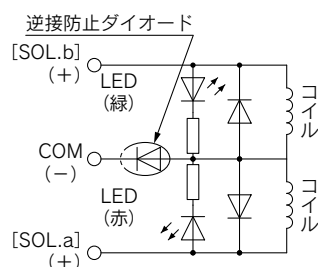 逆接防止ダイオード
[SOL.b]
(+)
LED
(緑)
コイル
COM
(−)
LED
(赤)
コイル
[SOL.a]
(+)